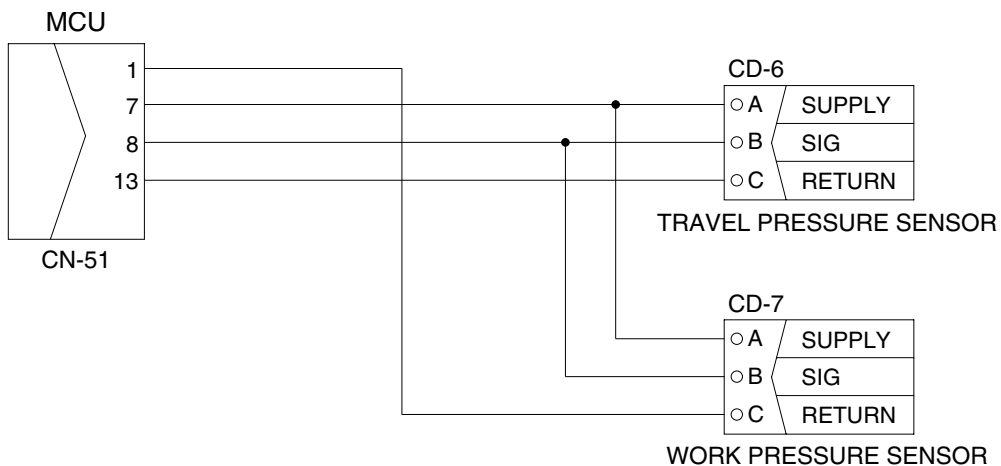 MCU
1
7
8
13
CN-51
CD-6
A SUPPLY
B SIG
C RETURN
TRAVEL PRESSURE SENSOR
CD-7
A SUPPLY
B SIG
C RETURN
WORK PRESSURE SENSOR